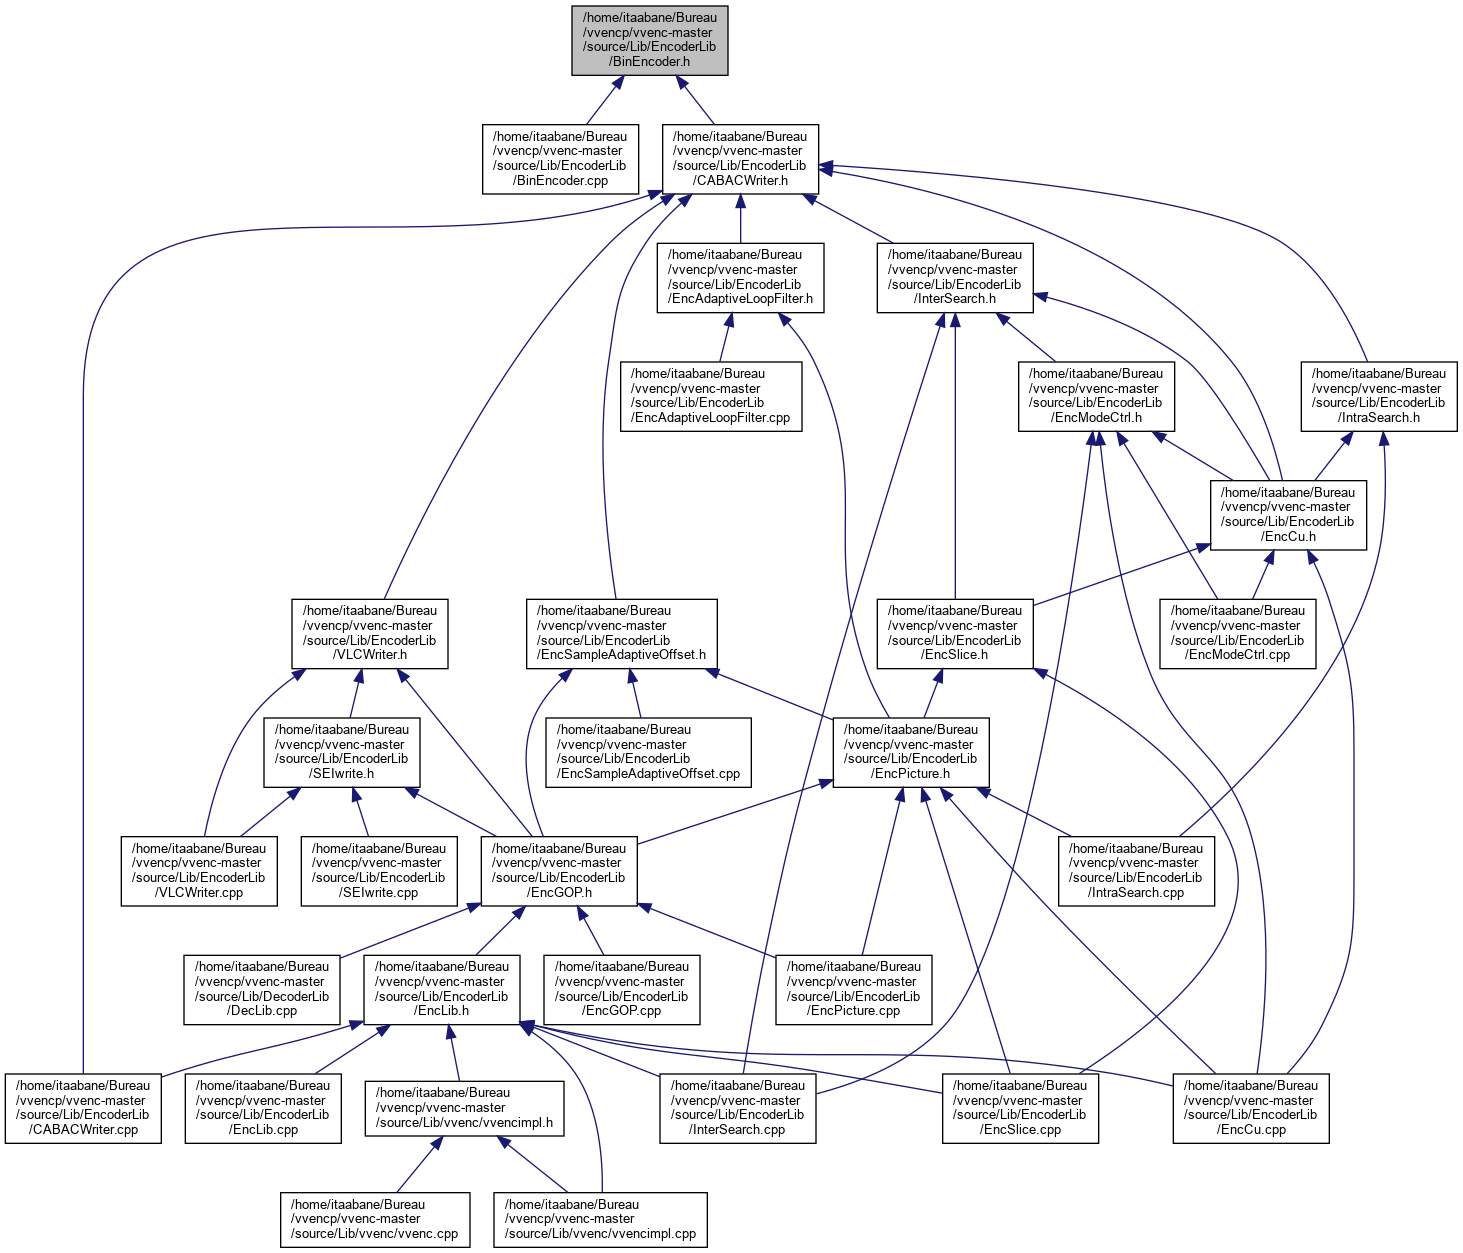 /home/itaabane/Bureau
/vvencp/vvenc-master
/source/Lib/EncoderLib
/BinEncoder.h
/home/itaabane/Bureau
/vvencp/vvenc-master
/source/Lib/EncoderLib
/BinEncoder.cpp
/home/itaabane/Bureau
/vvencp/vvenc-master
/source/Lib/EncoderLib
/CABACWriter.h
/home/itaabane/Bureau
/vvencp/vvenc-master
/source/Lib/EncoderLib
/EncAdaptiveLoopFilter.h
/home/itaabane/Bureau
/vvencp/vvenc-master
/source/Lib/EncoderLib
/InterSearch.h
/home/itaabane/Bureau
/vvencp/vvenc-master
/source/Lib/EncoderLib
/EncAdaptiveLoopFilter.cpp
/home/itaabane/Bureau
/vvencp/vvenc-master
/source/Lib/EncoderLib
/EncModeCtrl.h
/home/itaabane/Bureau
/vvencp/vvenc-master
/source/Lib/EncoderLib
/IntraSearch.h
/home/itaabane/Bureau
/vvencp/vvenc-master
/source/Lib/EncoderLib
/EncCu.h
/home/itaabane/Bureau
/vvencp/vvenc-master
/source/Lib/EncoderLib
/VLCWriter.h
/home/itaabane/Bureau
/vvencp/vvenc-master
/source/Lib/EncoderLib
/EncSampleAdaptiveOffset.h
/home/itaabane/Bureau
/vvencp/vvenc-master
/source/Lib/EncoderLib
/EncSlice.h
/home/itaabane/Bureau
/vvencp/vvenc-master
/source/Lib/EncoderLib
/EncModeCtrl.cpp
/home/itaabane/Bureau
/vvencp/vvenc-master
/source/Lib/EncoderLib
/SEIwrite.h
/home/itaabane/Bureau
/vvencp/vvenc-master
/source/Lib/EncoderLib
/EncSampleAdaptiveOffset.cpp
/home/itaabane/Bureau
/vvencp/vvenc-master
/source/Lib/EncoderLib
/EncPicture.h
/home/itaabane/Bureau
/vvencp/vvenc-master
/source/Lib/EncoderLib
/VLCWriter.cpp
/home/itaabane/Bureau
/vvencp/vvenc-master
/source/Lib/EncoderLib
/SEIwrite.cpp
/home/itaabane/Bureau
/vvencp/vvenc-master
/source/Lib/EncoderLib
/EncGOP.h
/home/itaabane/Bureau
/vvencp/vvenc-master
/source/Lib/EncoderLib
/IntraSearch.cpp
/home/itaabane/Bureau
/vvencp/vvenc-master
/source/Lib/DecoderLib
/DecLib.cpp
/home/itaabane/Bureau
/vvencp/vvenc-master
/source/Lib/EncoderLib
/EncLib.h
/home/itaabane/Bureau
/vvencp/vvenc-master
/source/Lib/EncoderLib
/EncGOP.cpp
/home/itaabane/Bureau
/vvencp/vvenc-master
/source/Lib/EncoderLib
/EncPicture.cpp
/home/itaabane/Bureau
/vvencp/vvenc-master
/source/Lib/EncoderLib
/CABACWriter.cpp
/home/itaabane/Bureau
/vvencp/vvenc-master
/source/Lib/EncoderLib
/EncLib.cpp
/home/itaabane/Bureau
/vvencp/vvenc-master
/source/Lib/vvenc/vvencimpl.h
/home/itaabane/Bureau
/vvencp/vvenc-master
/source/Lib/EncoderLib
/InterSearch.cpp
/home/itaabane/Bureau
/vvencp/vvenc-master
/source/Lib/EncoderLib
/EncSlice.cpp
/home/itaabane/Bureau
/vvencp/vvenc-master
/source/Lib/EncoderLib
/EncCu.cpp
/home/itaabane/Bureau
/vvencp/vvenc-master
/source/Lib/vvenc/vvenc.cpp
/home/itaabane/Bureau
/vvencp/vvenc-master
/source/Lib/vvenc/vvencimpl.cpp